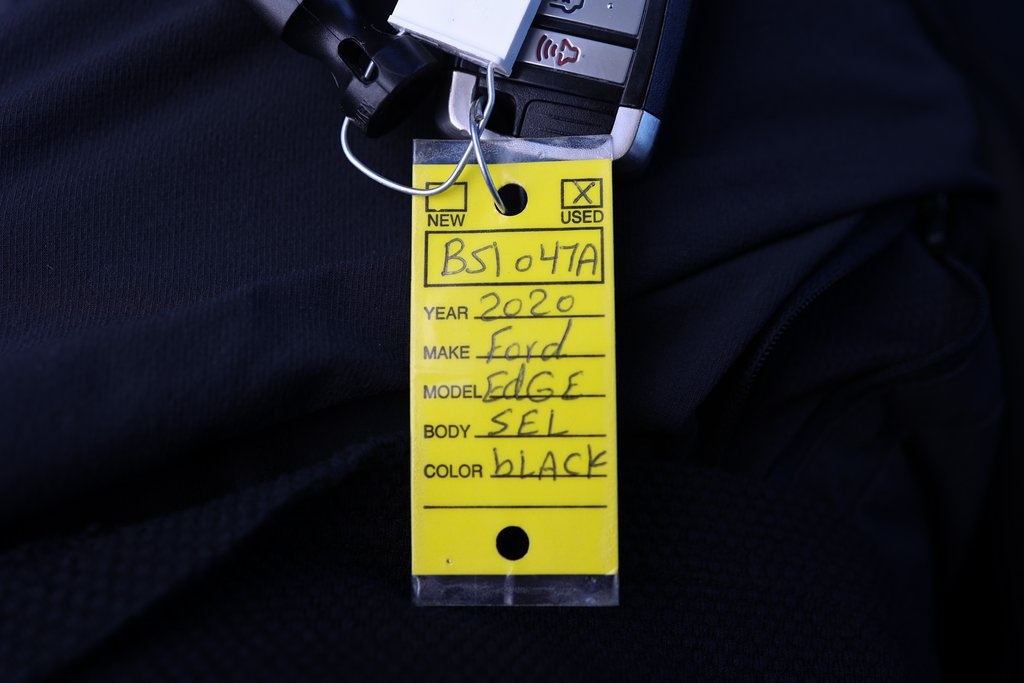 NEW USED
B51047A
YEAR 2020
MAKE Ford
MODEL EdGE
BODY SEL
COLOR bLACK